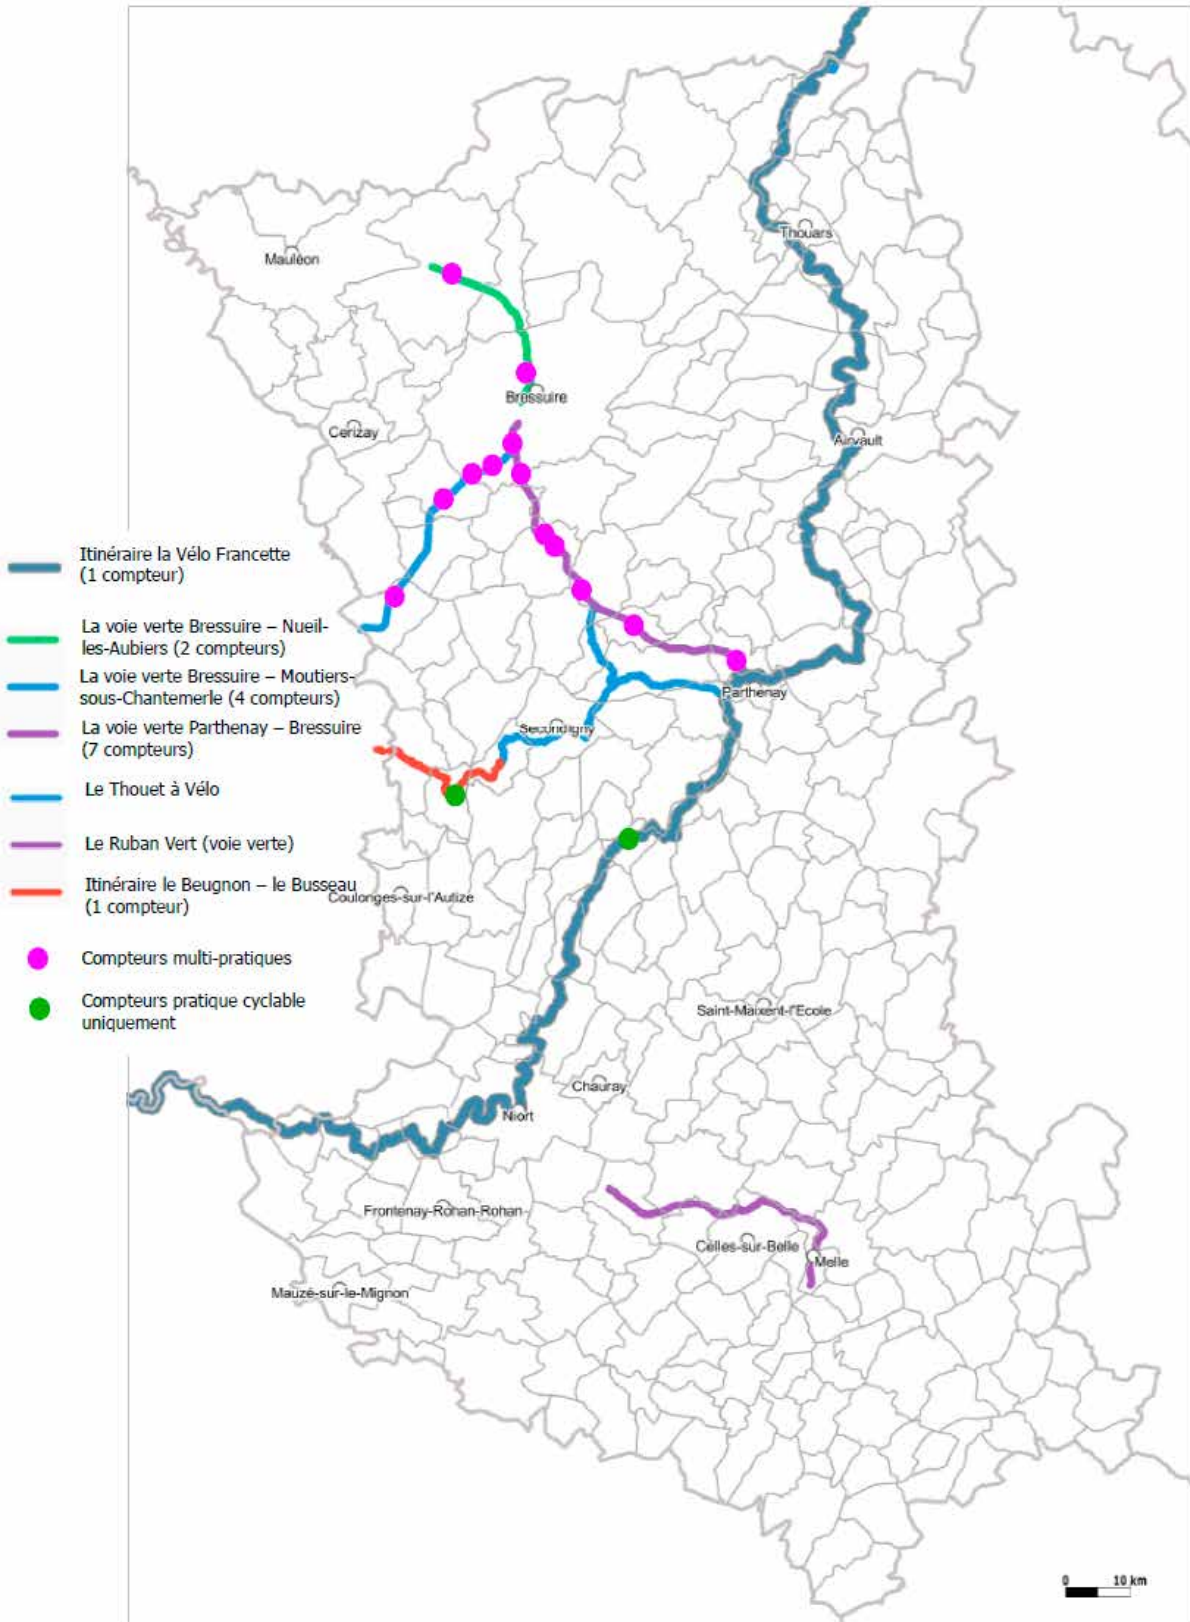 Thouars
Mauléon
Bressuire
Cerizay
Airvault
Itinéraire la Vélo Francette
(1 compteur)
La voie verte Bressuire – Nueil-
les-Aubiers (2 compteurs)
La voie verte Bressuire – Moutiers-
sous-Chantemerle (4 compteurs)
Parthenay
La voie verte Parthenay – Bressuire
(7 compteurs)
Secondigny
Le Thouet à Vélo
Le Ruban Vert (voie verte)
Itinéraire le Beugnon – le Busseau
(1 compteur)
Coulonges-sur-l'Autize
Compteurs multi-pratiques
Compteurs pratique cyclable
uniquement
Saint-Maixent-l'Ecole
Chauray
Niort
Frontenay-Rohan-Rohan
Celles-sur-Belle
Melle
Mauzé-sur-le-Mignon
0 10 km